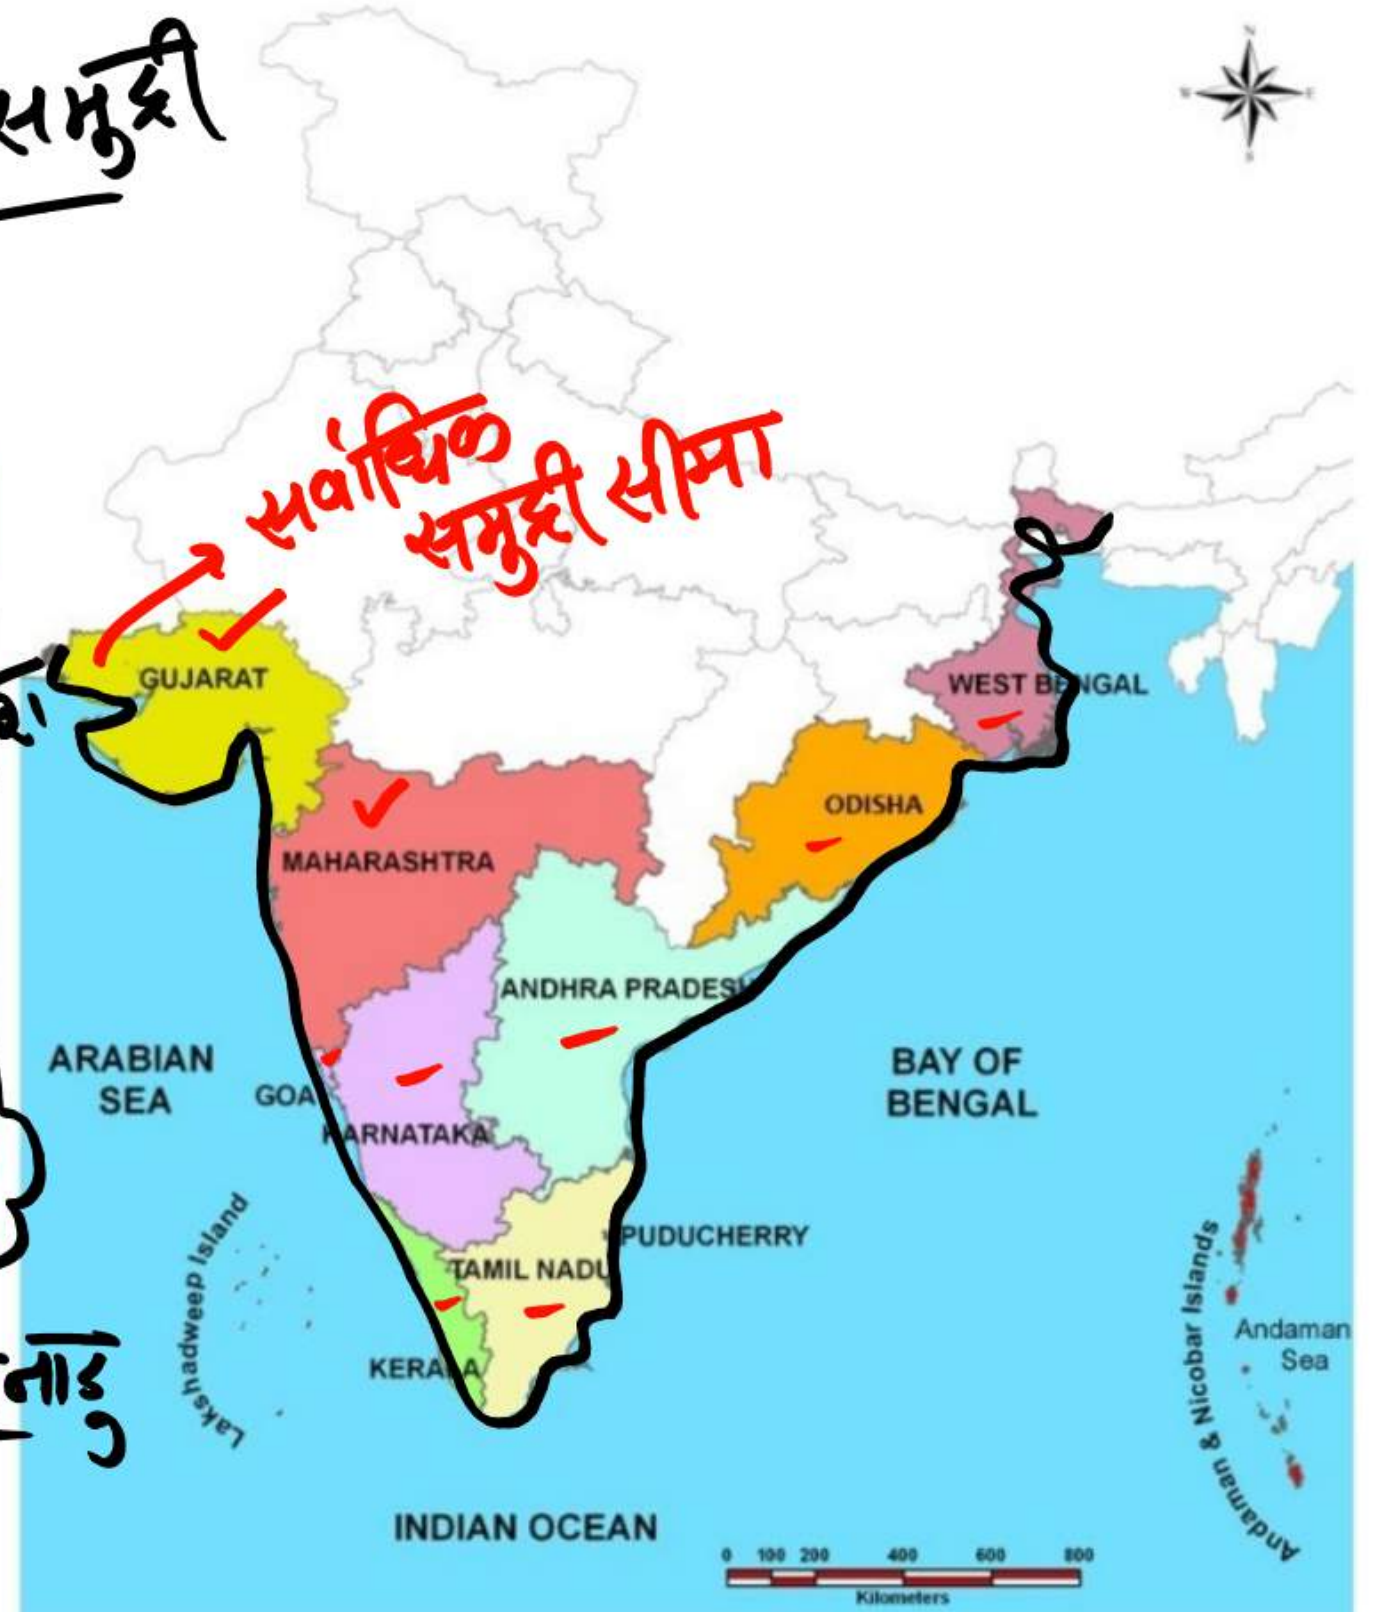 समुद्री
N
W E
S
सर्वाधिक
समुद्री सीमा
GUJARAT
WEST BENGAL
ODISHA
MAHARASHTRA
ANDHRA PRADESH
ARABIAN
SEA
BAY OF
BENGAL
GOA
KARNATAKA
Lakshadweep Island
PUDUCHERRY
TAMIL NADU
Andaman & Nicobar Islands
Andaman
Sea
KERALA
INDIAN OCEAN
0 100 200 400 600 800
Kilometers